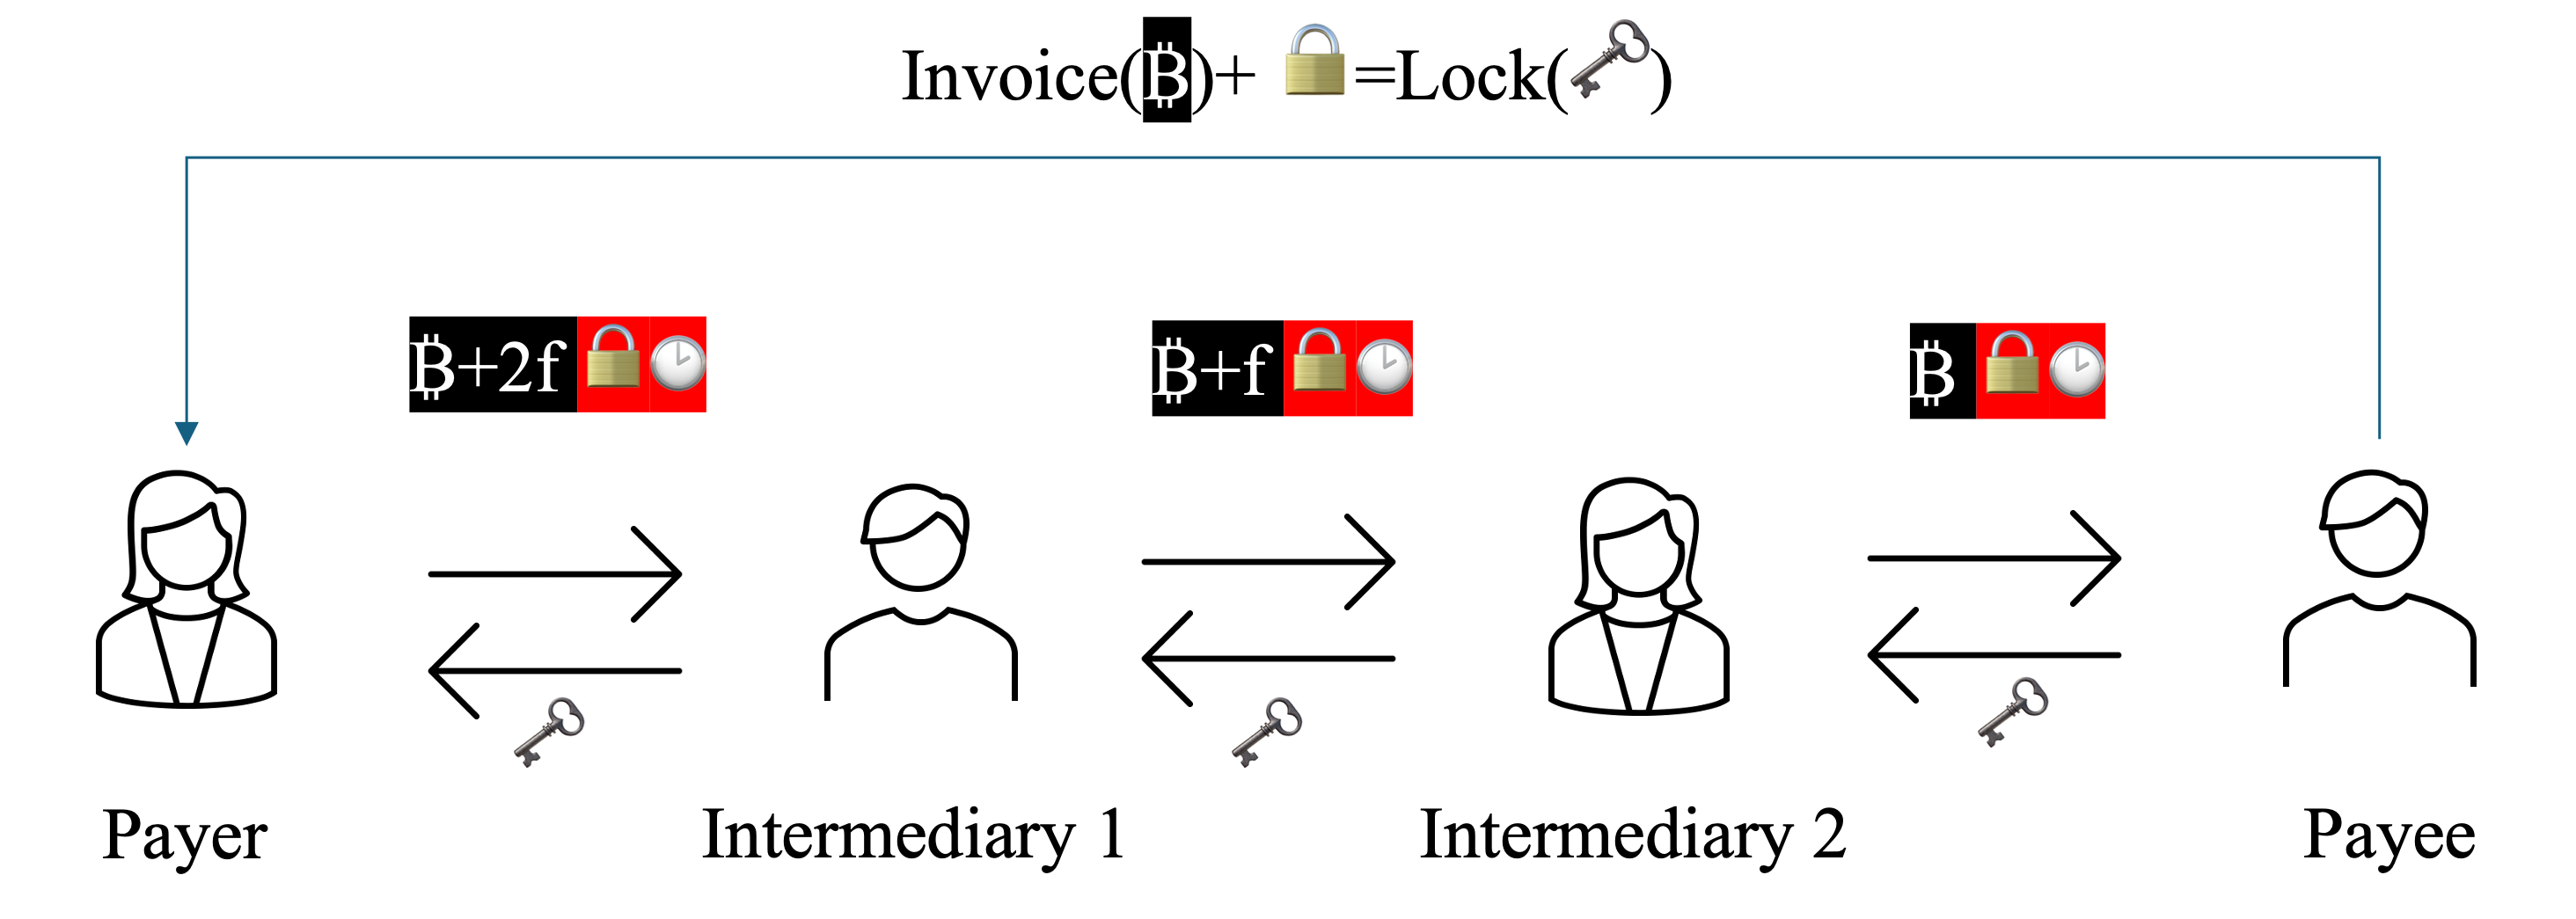 Invoice(₿)+ 🔒=Lock(🗝)
₿+2f 🔒🕑
₿+f 🔒🕑
₿ 🔒🕑
Payer
Intermediary 1
Intermediary 2
Payee